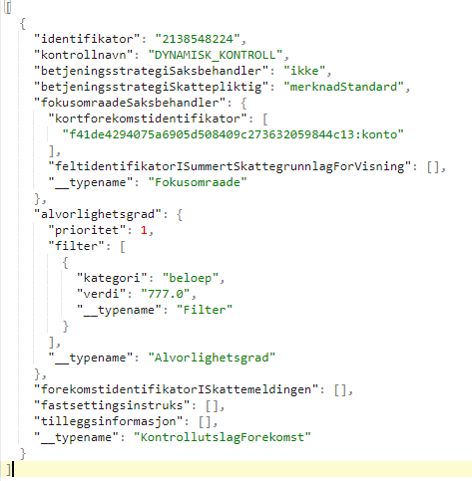 [
  {
    "identifikator": "2138548224",
    "kontrollnavn": "DYNAMISK_KONTROLL",
    "betjeningsstrategiSaksbehandler": "ikke",
    "betjeningsstrategiSkattepliktig": "merknadStandard",
    "fokusomraadeSaksbehandler": {
      "kortforekomstidentifikator": [
        "f41de4294075a6905d508409c273632059844c13:konto"
      ],
      "feltidentifikatorISummertSkattegrunnlagForVisning": [],
      "__typename": "Fokusomraade"
    },
    "alvorlighetsgrad": {
      "prioritet": 1,
      "filter": [
        {
          "kategori": "beloep",
          "verdi": "777.0",
          "__typename": "Filter"
        }
      ],
      "__typename": "Alvorlighetsgrad"
    },
    "forekomstidentifikatorISkattemeldingen": [],
    "fastsettingsinstruks": [],
    "tilleggsinformasjon": [],
    "__typename": "KontrollutslagForekomst"
  }
]